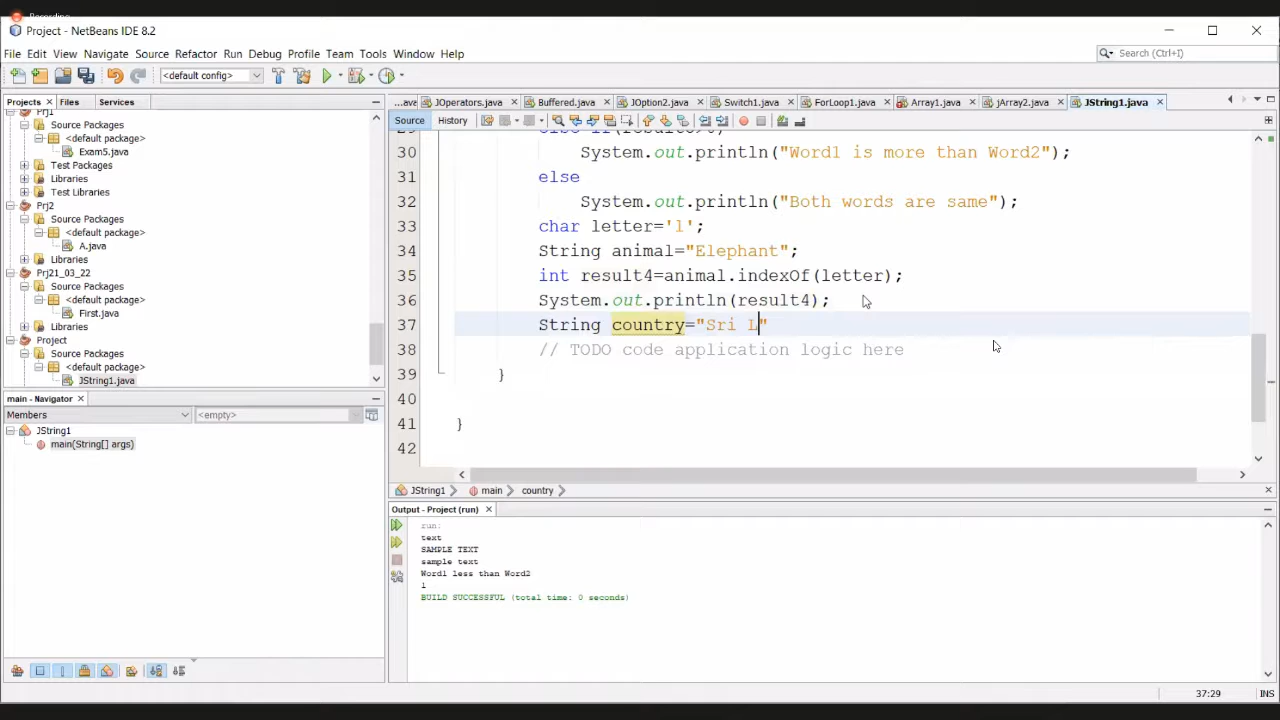 Recording
Project - NetBeans IDE 8.2
File Edit View Navigate Source Refactor Run Debug Profile Team Tools Window Help
Search (Ctrl+I)
<default config>
Projects Files Services
Prj1
Source Packages
<default package>
Exam5.java
Test Packages
Libraries
Test Libraries
Prj2
Source Packages
<default package>
A.java
Libraries
Prj21_03_22
Source Packages
<default package>
First.java
Libraries
Project
Source Packages
<default package>
JString1.java
main - Navigator
Members <empty>
JString1
main(String[] args)
...ava JOperators.java Buffered.java JOption2.java ForLoop1.java Array1.java jArray2.java JString1.java
Source History
30 System.out.println("Word1 is more than Word2");
31 else
32 System.out.println("Both words are same");
33 char letter='l';
34 String animal="Elephant";
35 int result4=animal.indexOf(letter);
36 System.out.println(result4);
37 String country="Sri L"
38 // TODO code application logic here
39 }
40
41 }
42
JString1 main country
Output - Project (run)
run:
text
SAMPLE TEXT
sample text
Word1 less than Word2
1
BUILD SUCCESSFUL (total time: 0 seconds)
37:29 INS